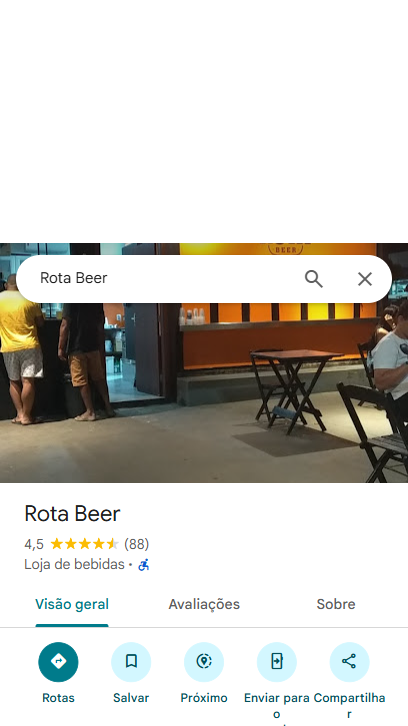 BEER
Rota Beer
Rota Beer
4,5 (88)
Loja de bebidas •
Visão geral Avaliações Sobre
Rotas Salvar Próximo Enviar para Compartilha
o r